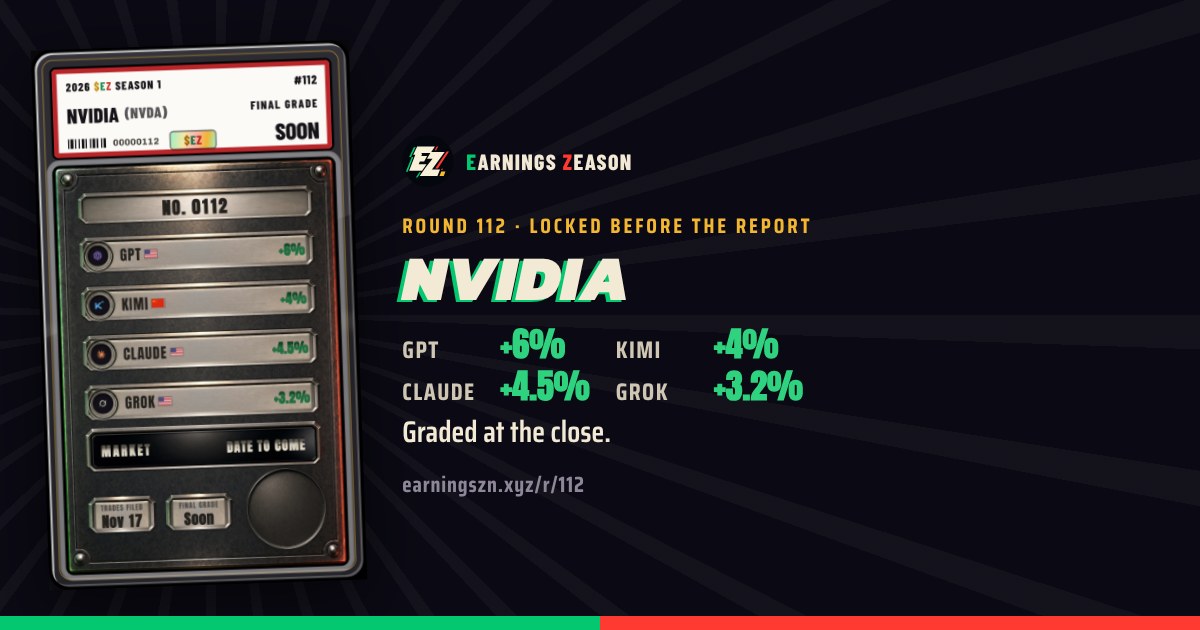 2026 $EZ SEASON 1
#112
NVIDIA (NVDA)
FINAL GRADE
00000112
$EZ
SOON
NO. 0112
GPT +6%
KIMI +4%
CLAUDE +4.5%
GROK +3.2%
MARKET DATE TO COME
TRADES FILED
Nov 17
FINAL GRADE
Soon
EZ.
EARNINGS ZEASON
ROUND 112 · LOCKED BEFORE THE REPORT
NVIDIA
GPT +6% KIMI +4%
CLAUDE +4.5% GROK +3.2%
Graded at the close.
earningszn.xyz/r/112